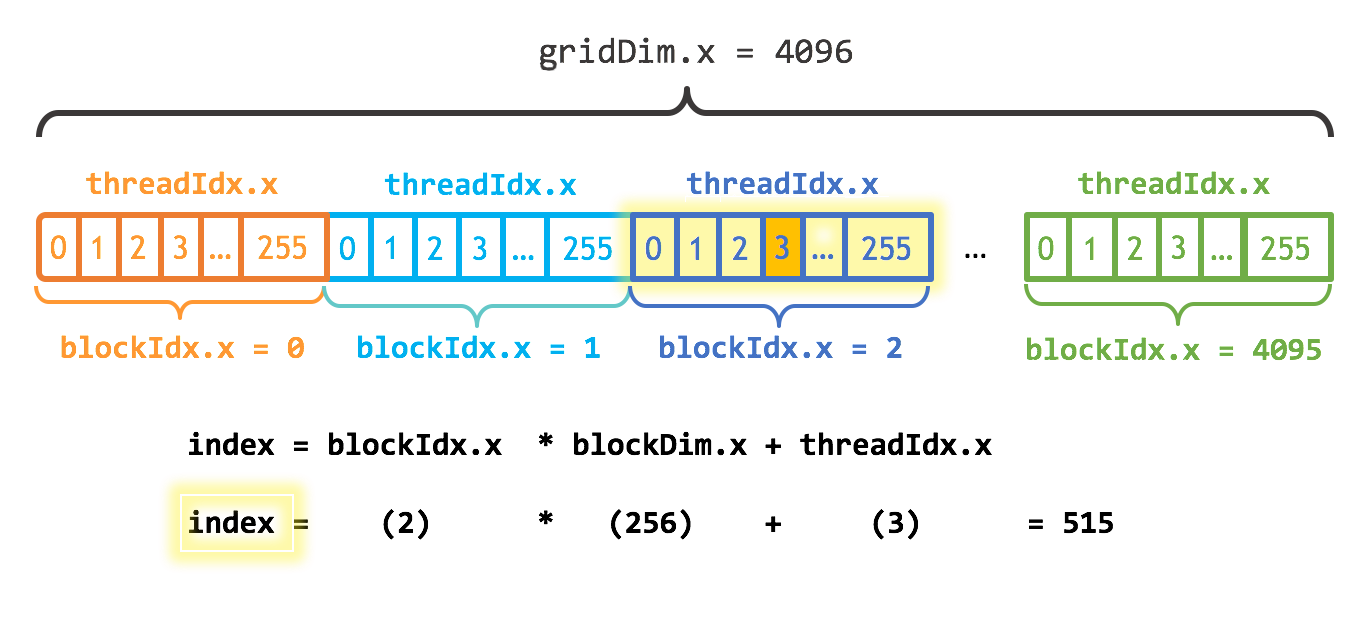 gridDim.x = 4096
threadIdx.x threadIdx.x threadIdx.x threadIdx.x
0 1 2 3 ... 255 0 1 2 3 ... 255 0 1 2 3 ... 255 ... 0 1 2 3 ... 255
blockIdx.x = 0 blockIdx.x = 1 blockIdx.x = 2 blockIdx.x = 4095
index = blockIdx.x * blockDim.x + threadIdx.x
index = (2) * (256) + (3) = 515